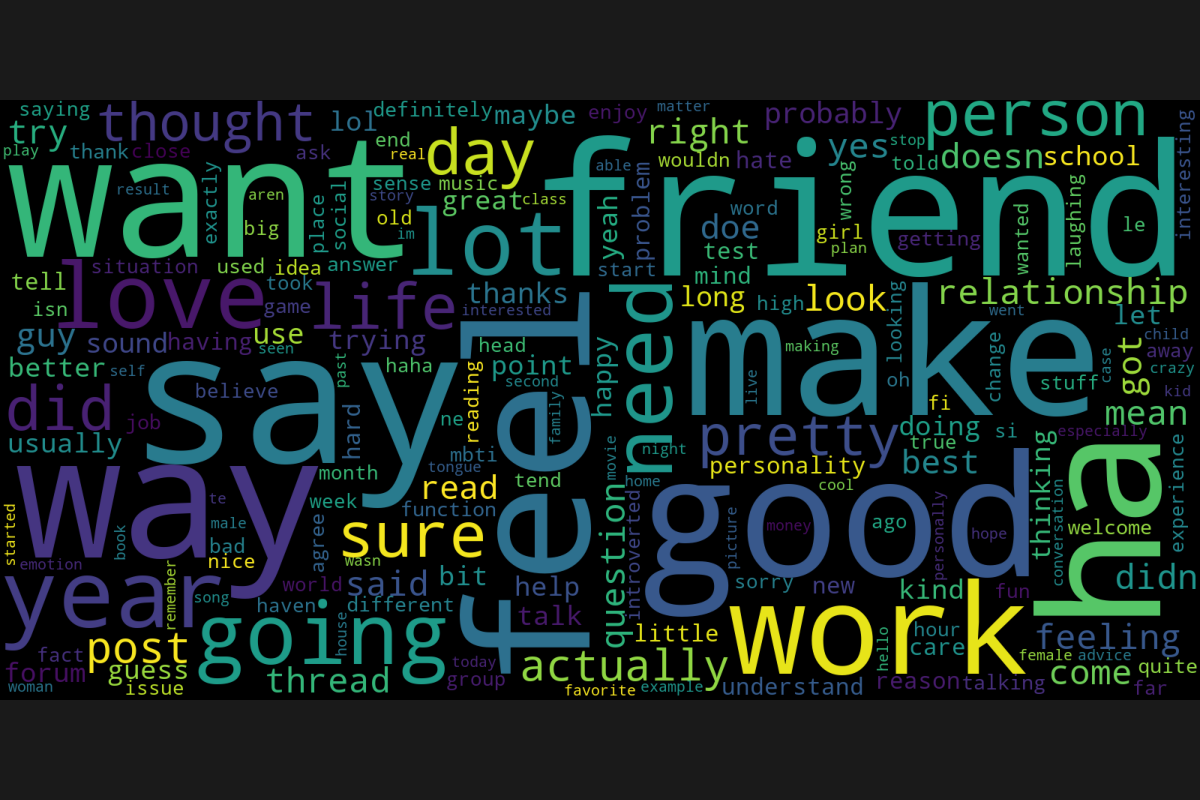 saying
thought
lol
definitely
maybe
enjoy
matter
probably
person
try
play
thank
close
ask
end
real
day
right
wouldn
hate
yes
stop
told
doesn
school
want
friend
able
result
exactly
aren
big
place
social
sense
music
story
old
im
great
class
lot
yeah
problem
word
doe
test
mind
girl
plan
wrong
getting
wanted
laughing
le
interesting
tell
situation
used
idea
answer
took
isn
love
game
life
thanks
interested
start
need
long
high
look
looking
relationship
went
let
child
guy
sound
having
use
seen
trying
head
point
second
feel
happy
make
making
live
change
oh
stuff
case
got
away
crazy
kid
better
self
believe
past
haha
say
hard
reading
ne
family
movie
fi
si
mean
especially
did
job
usually
month
mbti
tongue
read
function
tend
night
home
pretty
personality
cool
doing
true
best
thinking
ha
way
te
male
week
agree
sure
wasn
question
introverted
good
picture
money
ago
personally
hope
conversation
welcome
experience
started
emotion
book
bad
nice
remember
world
said
bit
help
talk
sorry
new
kind
fun
didn
year
song
haven
different
house
going
work
hello
hour
care
feeling
fact
post
guess
issue
forum
woman
thread
today
group
actually
little
favorite
example
understand
reason
talking
female
advice
come
quite
far